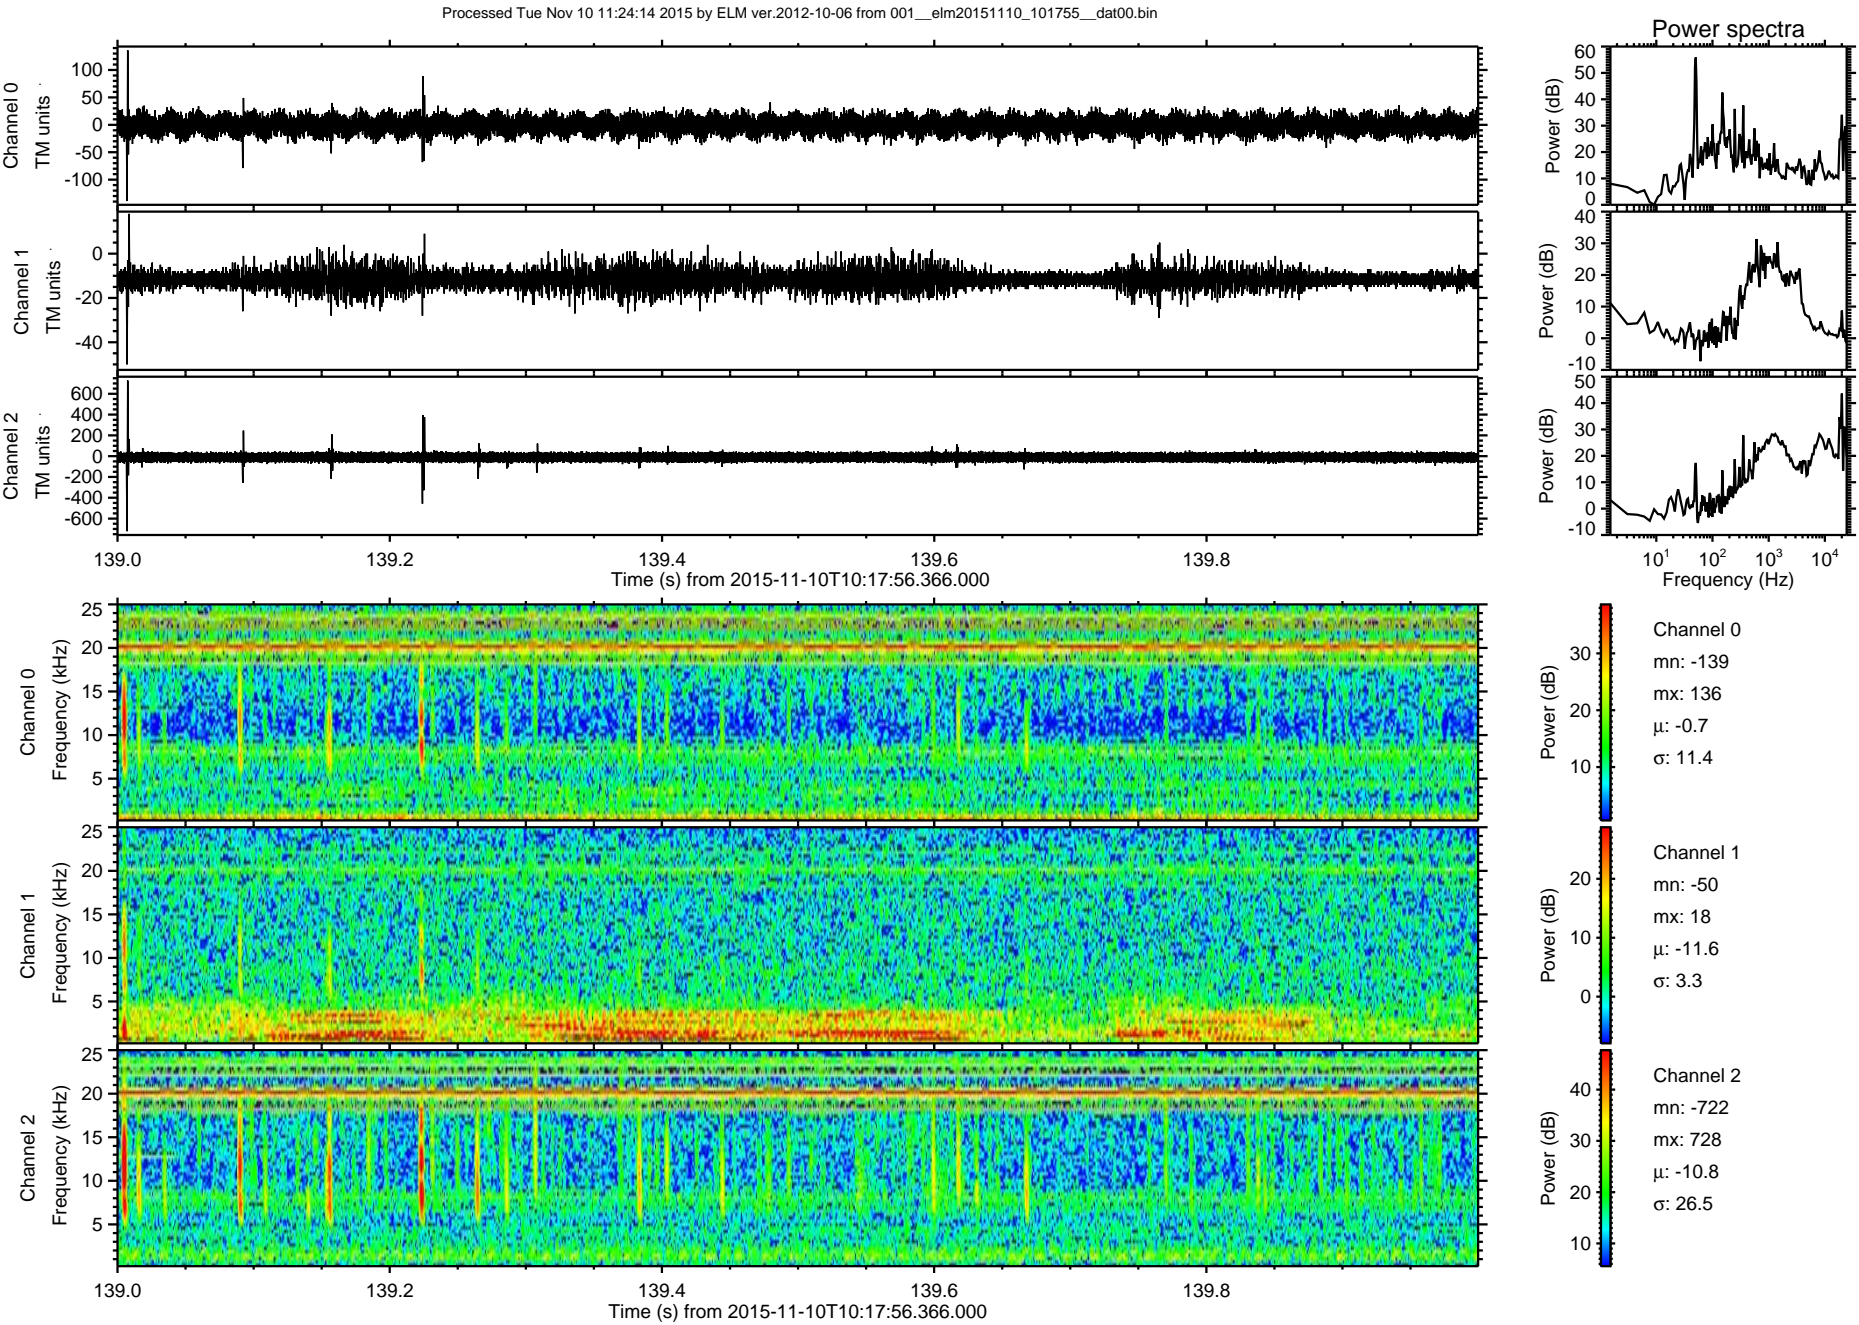 Processed Tue Nov 10 11:24:14 2015 by ELM ver.2012-10-06 from 001__elm20151110_101755__dat00.bin
Power spectra
Channel 0
TM units
100
50
0
-50
-100
Power (dB)
60
50
40
30
20
10
0
Channel 1
TM units
0
-20
-40
Power (dB)
40
30
20
10
0
-10
Channel 2
TM units
600
400
200
0
-200
-400
-600
Power (dB)
50
40
30
20
10
0
-10
139.0 139.2 139.4 139.6 139.8
Time (s) from 2015-11-10T10:17:56.366.000
10¹ 10² 10³ 10⁴
Frequency (Hz)
Channel 0
Frequency (kHz)
25
20
15
10
5
Power (dB)
30
20
10
Channel 0
mn: -139
mx: 136
μ: -0.7
σ: 11.4
Channel 1
Frequency (kHz)
25
20
15
10
5
Power (dB)
20
10
0
Channel 1
mn: -50
mx: 18
μ: -11.6
σ: 3.3
Channel 2
Frequency (kHz)
25
20
15
10
5
Power (dB)
40
30
20
10
Channel 2
mn: -722
mx: 728
μ: -10.8
σ: 26.5
139.0 139.2 139.4 139.6 139.8
Time (s) from 2015-11-10T10:17:56.366.000